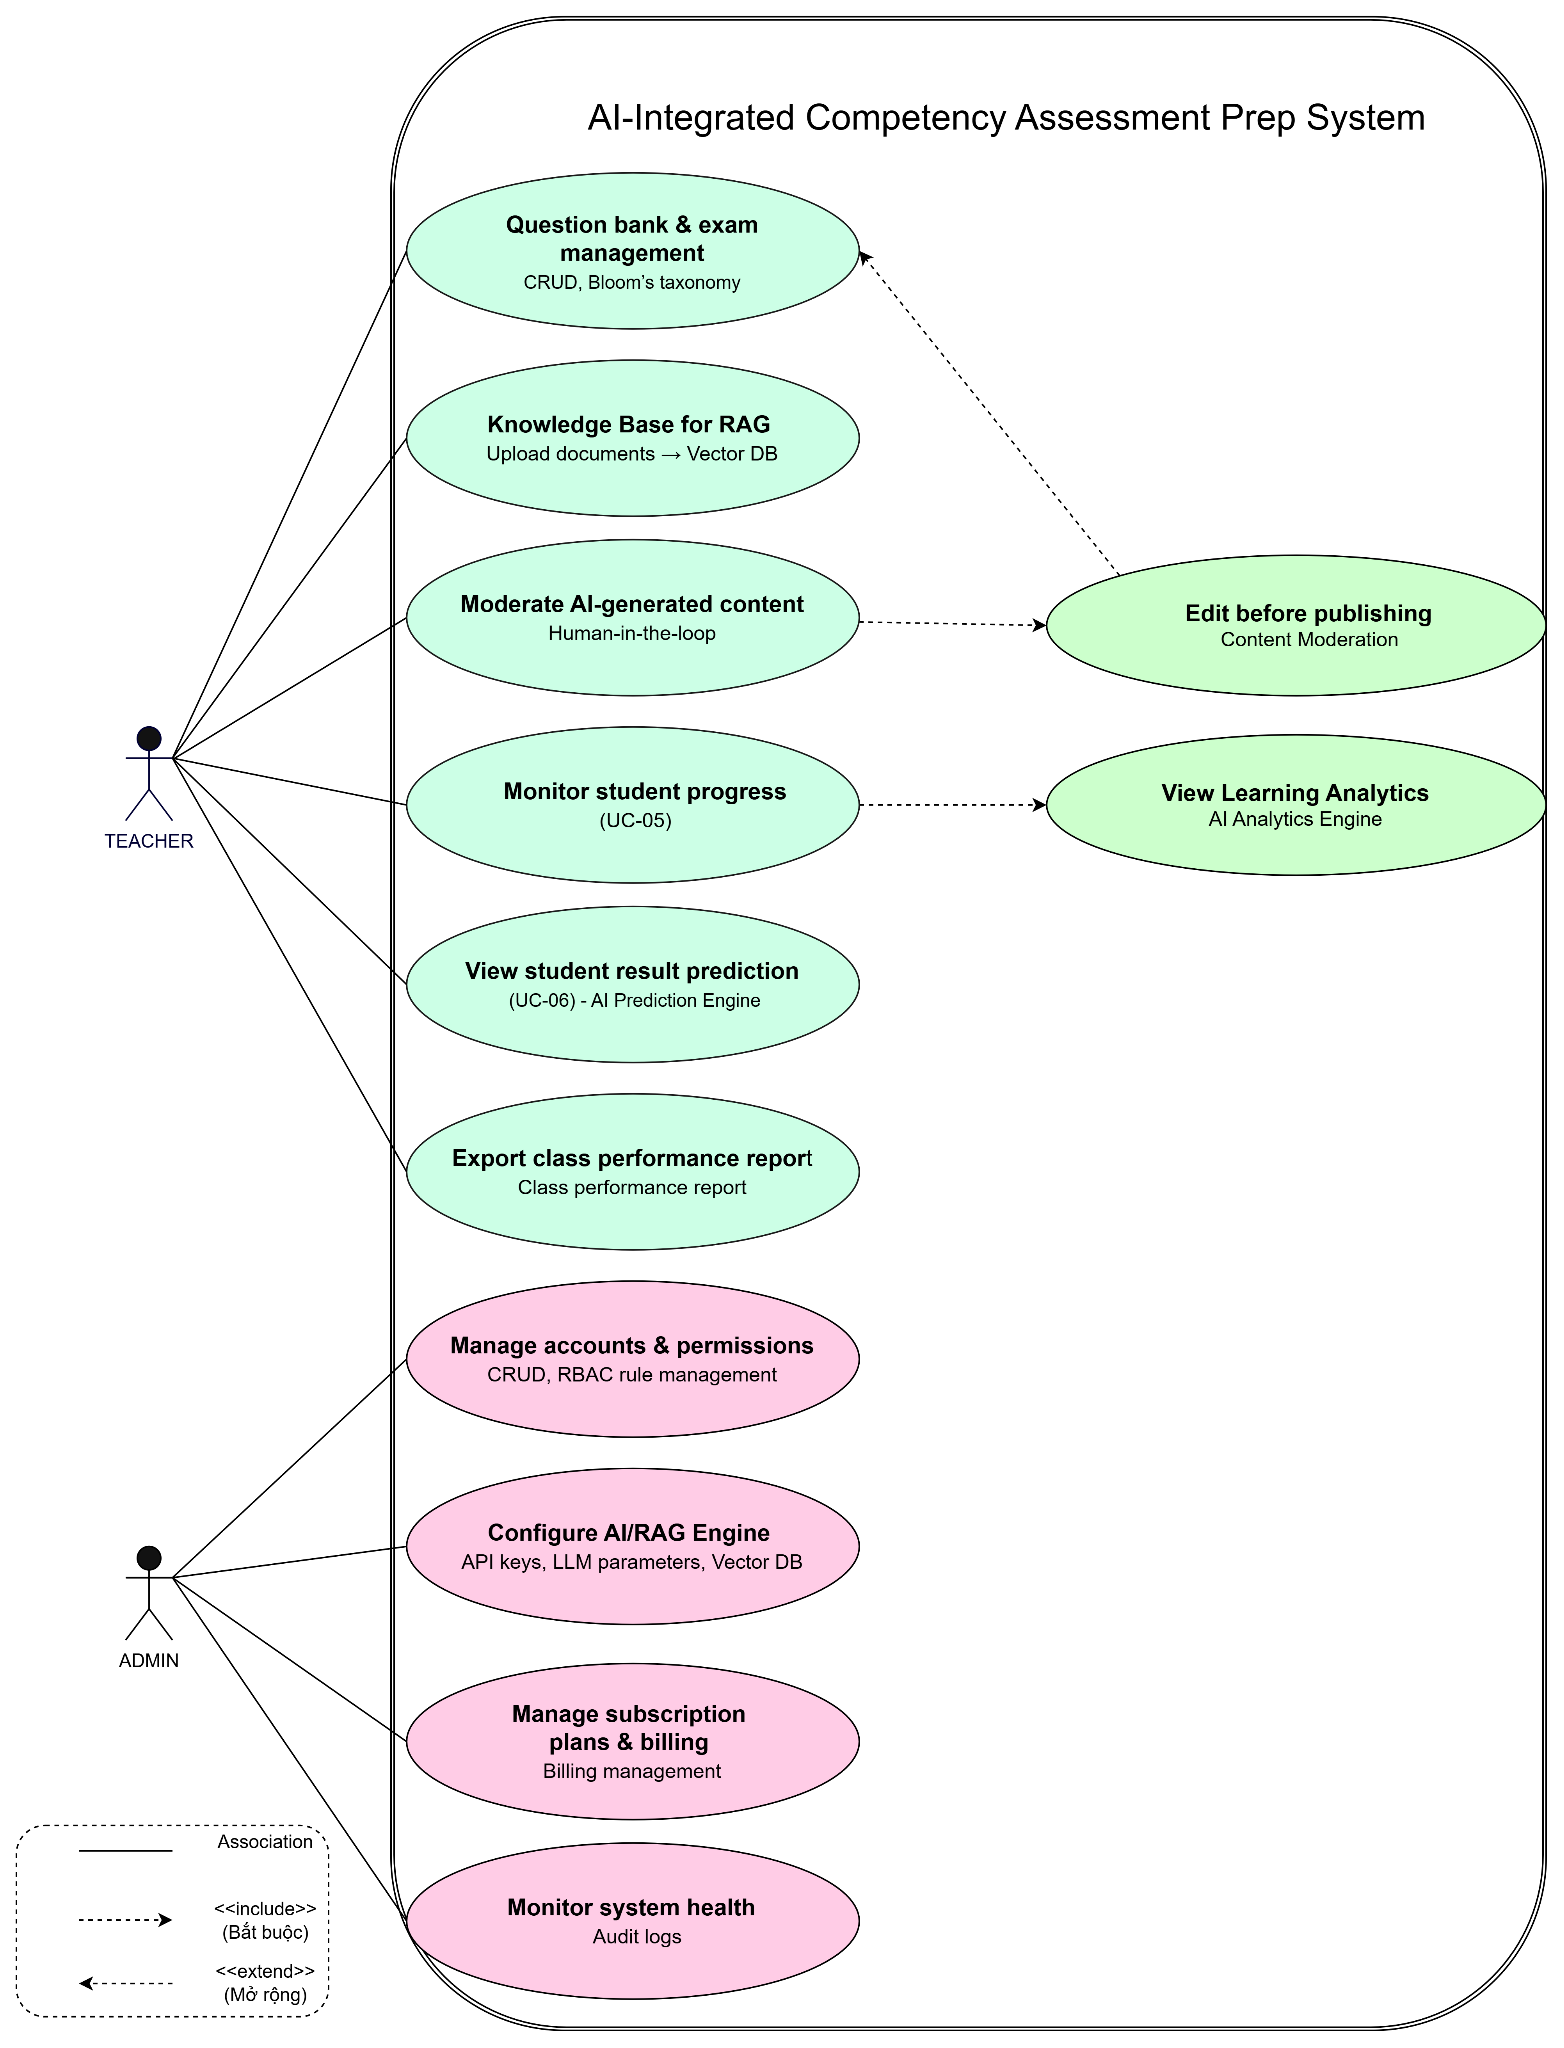 AI-Integrated Competency Assessment Prep System
Question bank & exam
management
CRUD, Bloom's taxonomy
Knowledge Base for RAG
Upload documents → Vector DB
Moderate AI-generated content
Human-in-the-loop
Edit before publishing
Content Moderation
TEACHER
Monitor student progress
(UC-05)
View Learning Analytics
AI Analytics Engine
View student result prediction
(UC-06) - AI Prediction Engine
Export class performance report
Class performance report
Manage accounts & permissions
CRUD, RBAC rule management
ADMIN
Configure AI/RAG Engine
API keys, LLM parameters, Vector DB
Manage subscription
plans & billing
Billing management
Monitor system health
Audit logs
Association
<<include>>
(Bắt buộc)
<<extend>>
(Mở rộng)